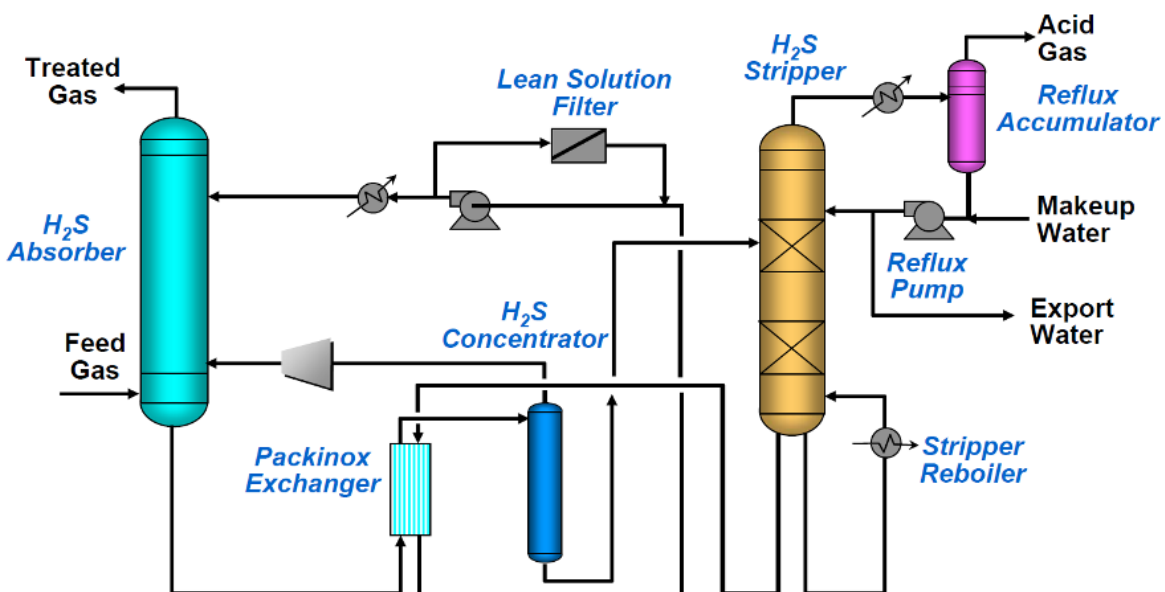 Treated
Gas
H₂S
Absorber
Feed
Gas
Lean Solution
Filter
H₂S
Concentrator
Packinox
Exchanger
H₂S
Stripper
Acid
Gas
Reflux
Accumulator
Makeup
Water
Reflux
Pump
Export
Water
Stripper
Reboiler